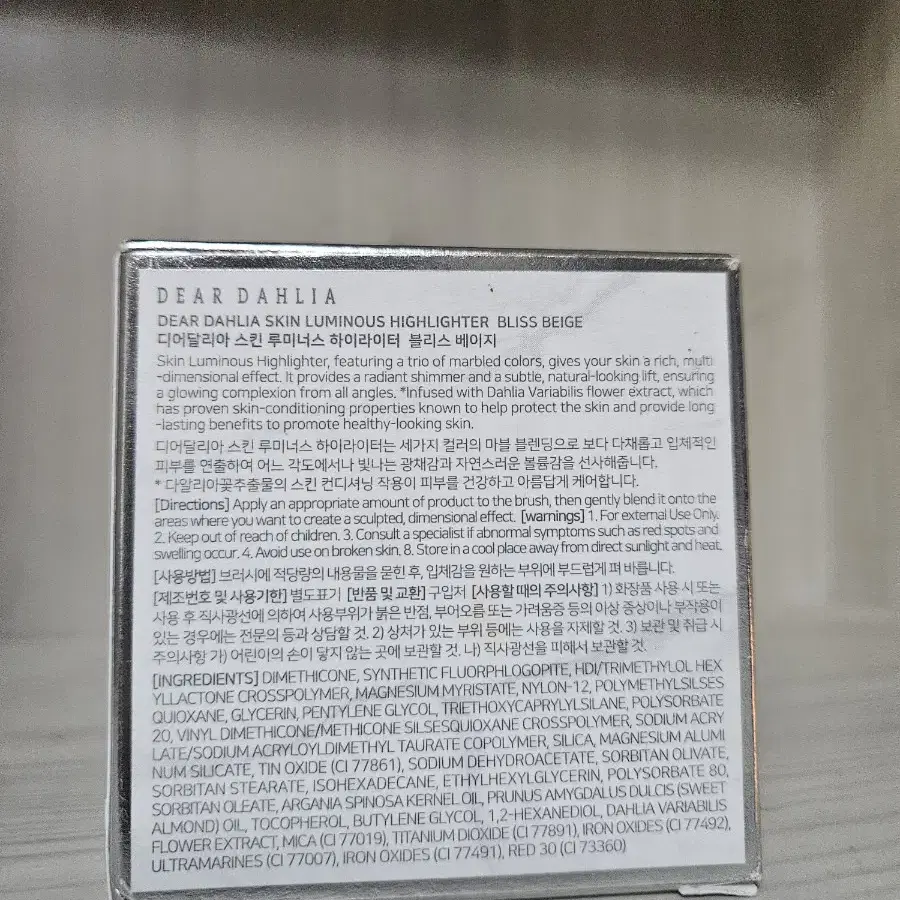 DEAR DAHLIA
DEAR DAHLIA SKIN LUMINOUS HIGHLIGHTER BLISS BEIGE
디어달리아 스킨 루미너스 하이라이터 블리스 베이지
Skin Luminous Highlighter, featuring a trio of marbled colors, gives your skin a rich, multi
-dimensional effect. It provides a radiant shimmer and a subtle, natural-looking lift, ensuring
a glowing complexion from all angles. *Infused with Dahlia Variabilis flower extract, which
has proven skin-conditioning properties known to help protect the skin and provide long
-lasting benefits to promote healthy-looking skin.
디어달리아 스킨 루미너스 하이라이터는 세가지 컬러의 마블 블렌딩으로 보다 다채롭고 입체적인
피부를 연출하여 어느 각도에서나 빛나는 광채감과 자연스러운 볼륨감을 선사해줍니다.
* 다알리아꽃추출물의 스킨 컨디셔닝 작용이 피부를 건강하고 아름답게 케어합니다.
[Directions] Apply an appropriate amount of product to the brush, then gently blend it onto the
areas where you want to create a sculpted, dimensional effect. [warnings] 1. For external Use Only.
2. Keep out of reach of children. 3. Consult a specialist if abnormal symptoms such as red spots and
swelling occur. 4. Avoid use on broken skin. 8. Store in a cool place away from direct sunlight and heat.
[사용방법] 브러시에 적당량의 내용물을 묻힌 후, 입체감을 원하는 부위에 부드럽게 펴 바릅니다.
[제조번호 및 사용기한] 별도표기 [반품 및 교환] 구입처 [사용할 때의 주의사항] 1) 화장품 사용 시 또는
사용 후 직사광선에 의하여 사용부위가 붉은 반점, 부어오름 또는 가려움증 등의 이상 증상이나 부작용이
있는 경우에는 전문의 등과 상담할 것. 2) 상처가 있는 부위 등에는 사용을 자제할 것. 3) 보관 및 취급 시
주의사항 가) 어린이의 손이 닿지 않는 곳에 보관할 것. 나) 직사광선을 피해서 보관할 것.
[INGREDIENTS] DIMETHICONE, SYNTHETIC FLUORPHLOGOPITE, HDI/TRIMETHYLOL HEX
YLLACTONE CROSSPOLYMER, MAGNESIUM MYRISTATE, NYLON-12, POLYMETHYLSILSES
QUIOXANE, GLYCERIN, PENTYLENE GLYCOL, TRIETHOXYCAPRYLYLSILANE, POLYSORBATE
20, VINYL DIMETHICONE/METHICONE SILSESQUIOXANE CROSSPOLYMER, SODIUM ACRY
LATE/SODIUM ACRYLOYLDIMETHYL TAURATE COPOLYMER, SILICA, MAGNESIUM ALUMI
NUM SILICATE, TIN OXIDE (CI 77861), SODIUM DEHYDROACETATE, SORBITAN OLIVATE,
SORBITAN STEARATE, ISOHEXADECANE, ETHYLHEXYLGLYCERIN, POLYSORBATE 80,
SORBITAN OLEATE, ARGANIA SPINOSA KERNEL OIL, PRUNUS AMYGDALUS DULCIS (SWEET
ALMOND) OIL, TOCOPHEROL, BUTYLENE GLYCOL, 1,2-HEXANEDIOL, DAHLIA VARIABILIS
FLOWER EXTRACT, MICA (CI 77019), TITANIUM DIOXIDE (CI 77891), IRON OXIDES (CI 77492),
ULTRAMARINES (CI 77007), IRON OXIDES (CI 77491), RED 30 (CI 73360)